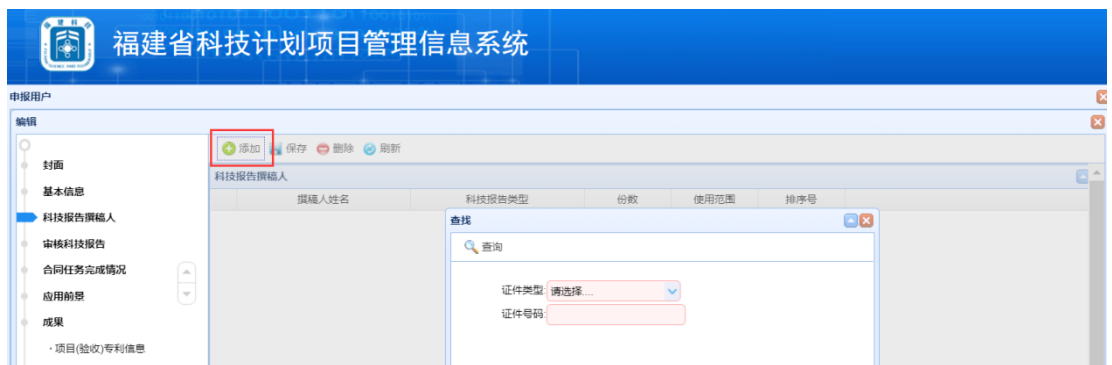 福建省科技计划项目管理信息系统
申报用户
编辑
添加 保存 删除 刷新
封面
科技报告撰稿人
基本信息
撰稿人姓名 科技报告类型 份数 使用范围 排序号
科技报告撰稿人
查找
审核科技报告
查询
合同任务完成情况
证件类型: 请选择....
应用前景
证件号码:
成果
·项目(验收)专利信息